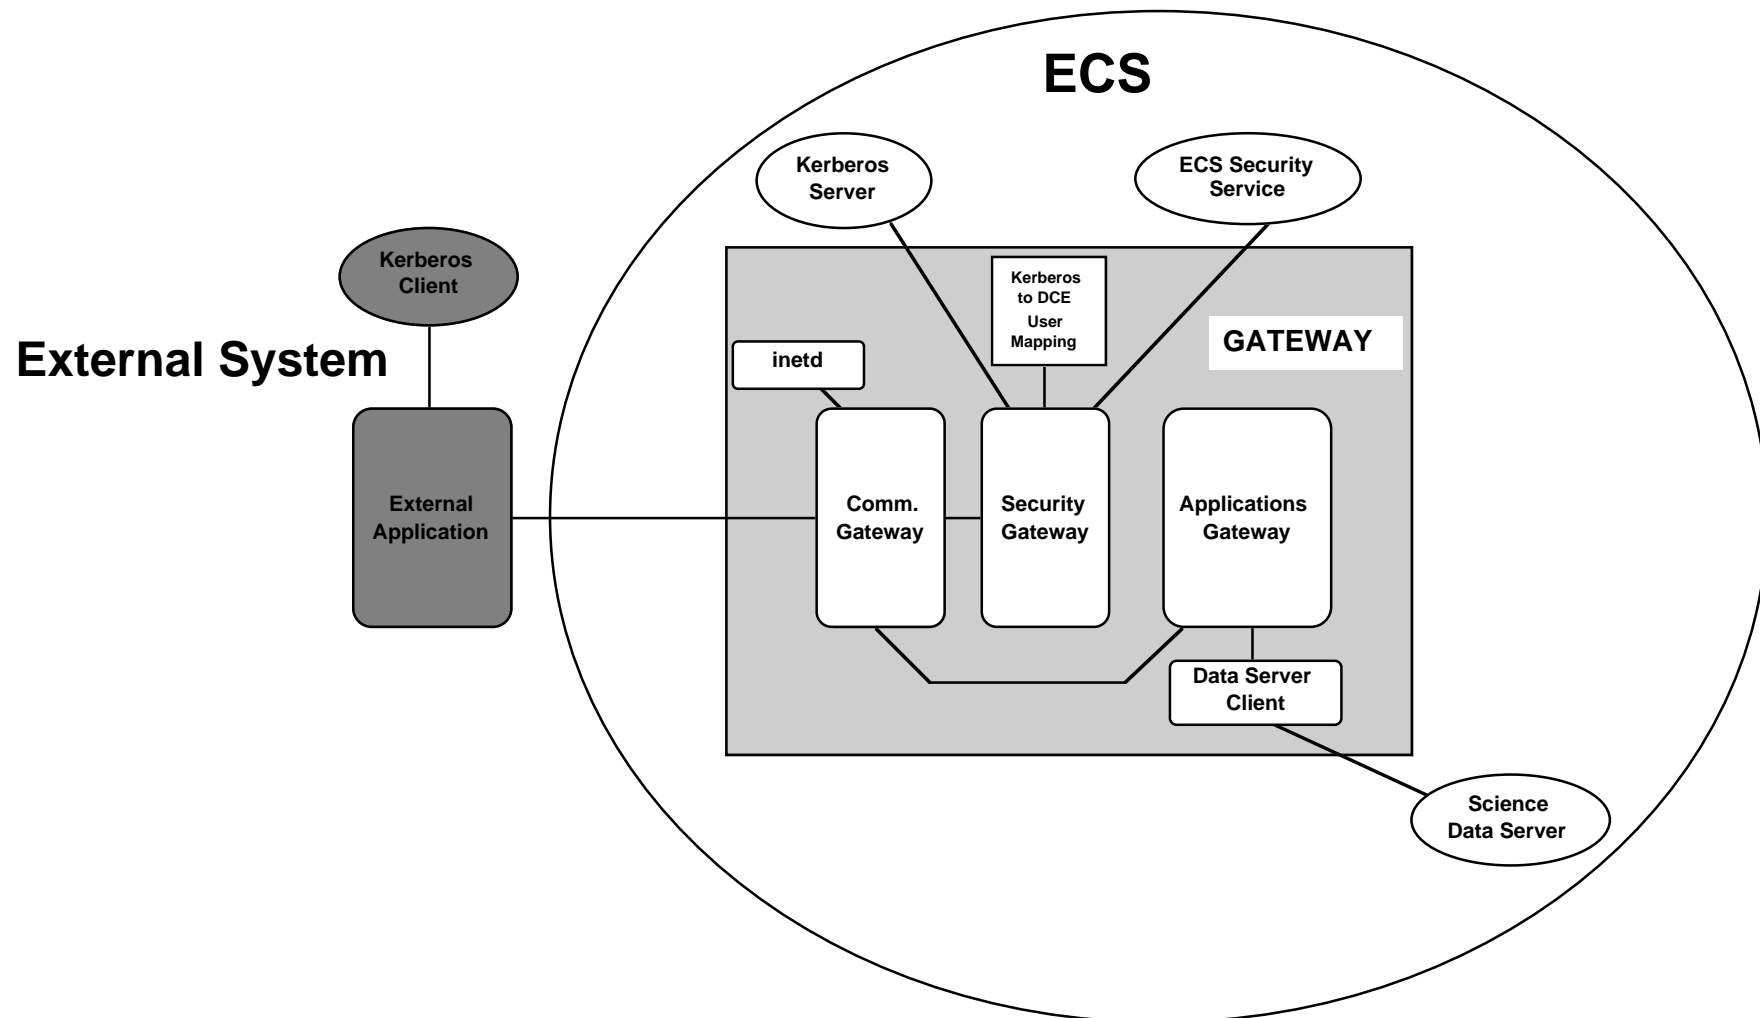 ECS
Kerberos
Server
ECS Security
Service
Kerberos
Client
External System
Kerberos
to DCE
User
Mapping
GATEWAY
inetd
External
Application
Comm.
Gateway
Security
Gateway
Applications
Gateway
Data Server
Client
Science
Data Server